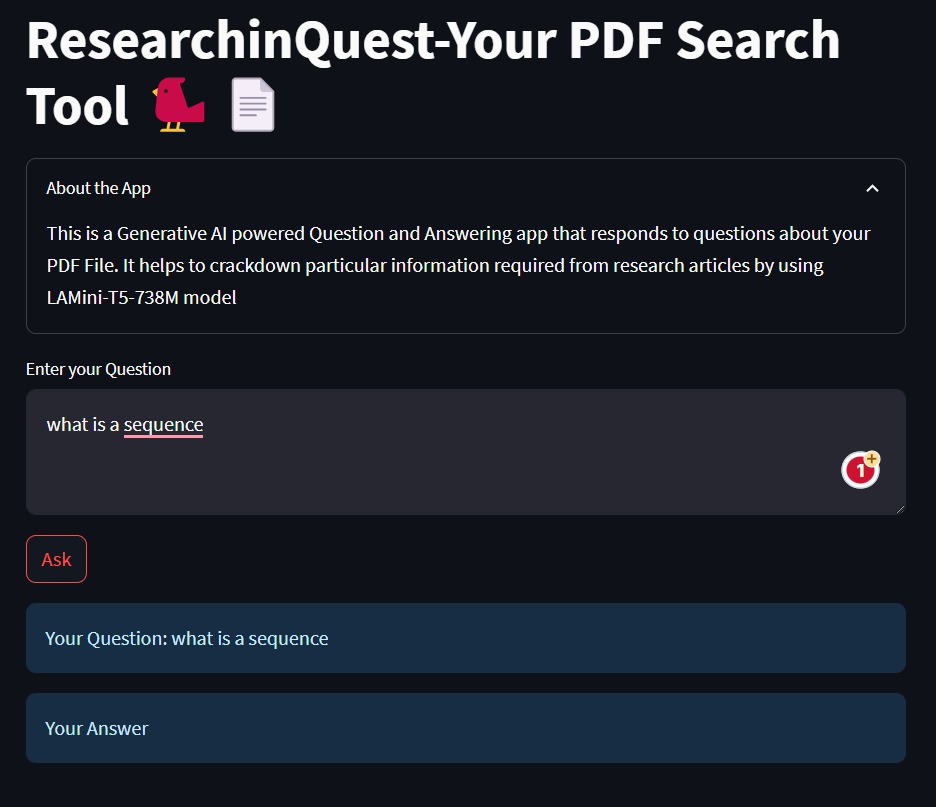 ResearchinQuest-Your PDF Search
Tool
About the App
This is a Generative AI powered Question and Answering app that responds to questions about your
PDF File. It helps to crackdown particular information required from research articles by using
LAMini-T5-738M model
Enter your Question
what is a sequence
1+
Ask
Your Question: what is a sequence
Your Answer